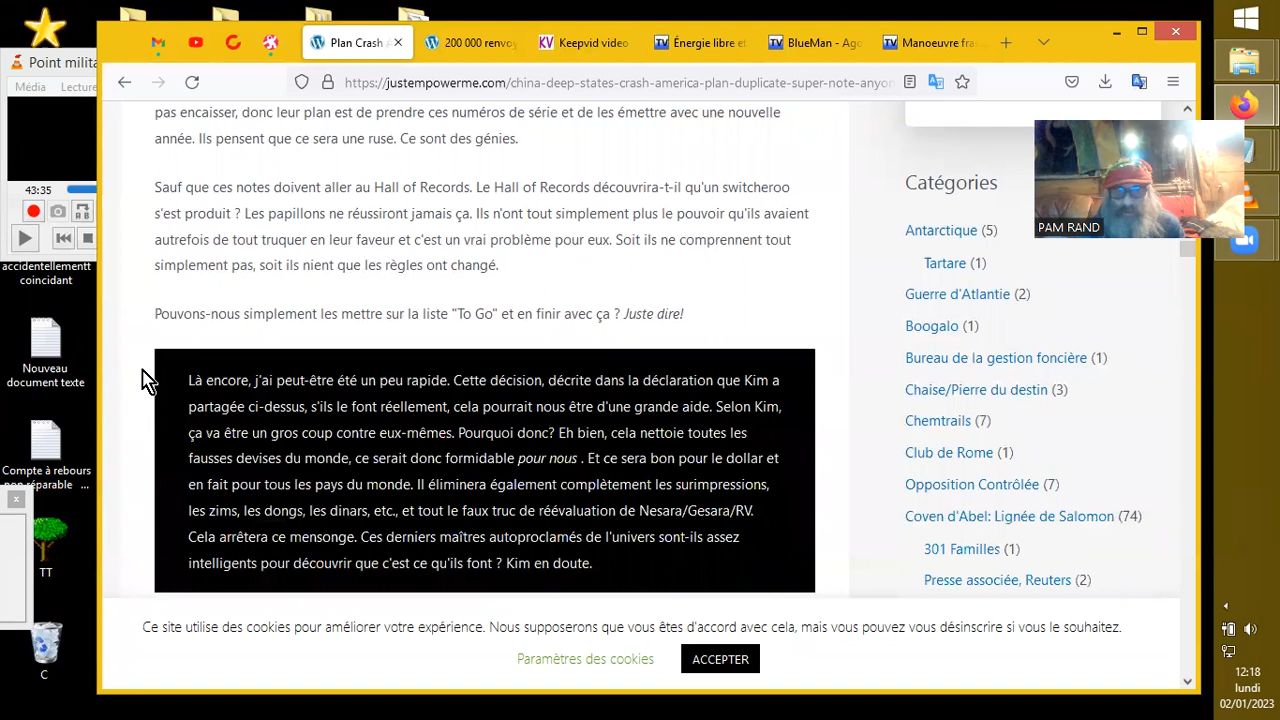 Plan Crash A
200 000 renvoy
Keepvid video
Énergie libre et
BlueMan - Ago
Manoeuvre fra
https://justempowerme.com/china-deep-states-crash-america-plan-duplicate-super-note-anyon
Point milita
Média
Lecture
43:35
accidentellementt
coincidant
Nouveau
document texte
Compte à rebours
non réparable ...
TT
C
pas encaisser, donc leur plan est de prendre ces numéros de série et de les émettre avec une nouvelle
année. Ils pensent que ce sera une ruse. Ce sont des génies.
Sauf que ces notes doivent aller au Hall of Records. Le Hall of Records découvrira-t-il qu'un switcheroo
s'est produit ? Les papillons ne réussiront jamais ça. Ils n'ont tout simplement plus le pouvoir qu'ils avaient
autrefois de tout truquer en leur faveur et c'est un vrai problème pour eux. Soit ils ne comprennent tout
simplement pas, soit ils nient que les règles ont changé.
Pouvons-nous simplement les mettre sur la liste "To Go" et en finir avec ça ? Juste dire!
Là encore, j'ai peut-être été un peu rapide. Cette décision, décrite dans la déclaration que Kim a
partagée ci-dessus, s'ils le font réellement, cela pourrait nous être d'une grande aide. Selon Kim,
ça va être un gros coup contre eux-mêmes. Pourquoi donc? Eh bien, cela nettoie toutes les
fausses devises du monde, ce serait donc formidable pour nous . Et ce sera bon pour le dollar et
en fait pour tous les pays du monde. Il éliminera également complètement les surimpressions,
les zims, les dongs, les dinars, etc., et tout le faux truc de réévaluation de Nesara/Gesara/RV.
Cela arrêtera ce mensonge. Ces derniers maîtres autoproclamés de l'univers sont-ils assez
intelligents pour découvrir que c'est ce qu'ils font ? Kim en doute.
Catégories
PAM RAND
Antarctique (5)
Tartare (1)
Guerre d'Atlantie (2)
Boogalo (1)
Bureau de la gestion foncière (1)
Chaise/Pierre du destin (3)
Chemtrails (7)
Club de Rome (1)
Opposition Contrôlée (7)
Coven d'Abel: Lignée de Salomon (74)
301 Familles (1)
Presse associée, Reuters (2)
Ce site utilise des cookies pour améliorer votre expérience. Nous supposerons que vous êtes d'accord avec cela, mais vous pouvez vous désinscrire si vous le souhaitez.
Paramètres des cookies
ACCEPTER
12:18
lundi
02/01/2023